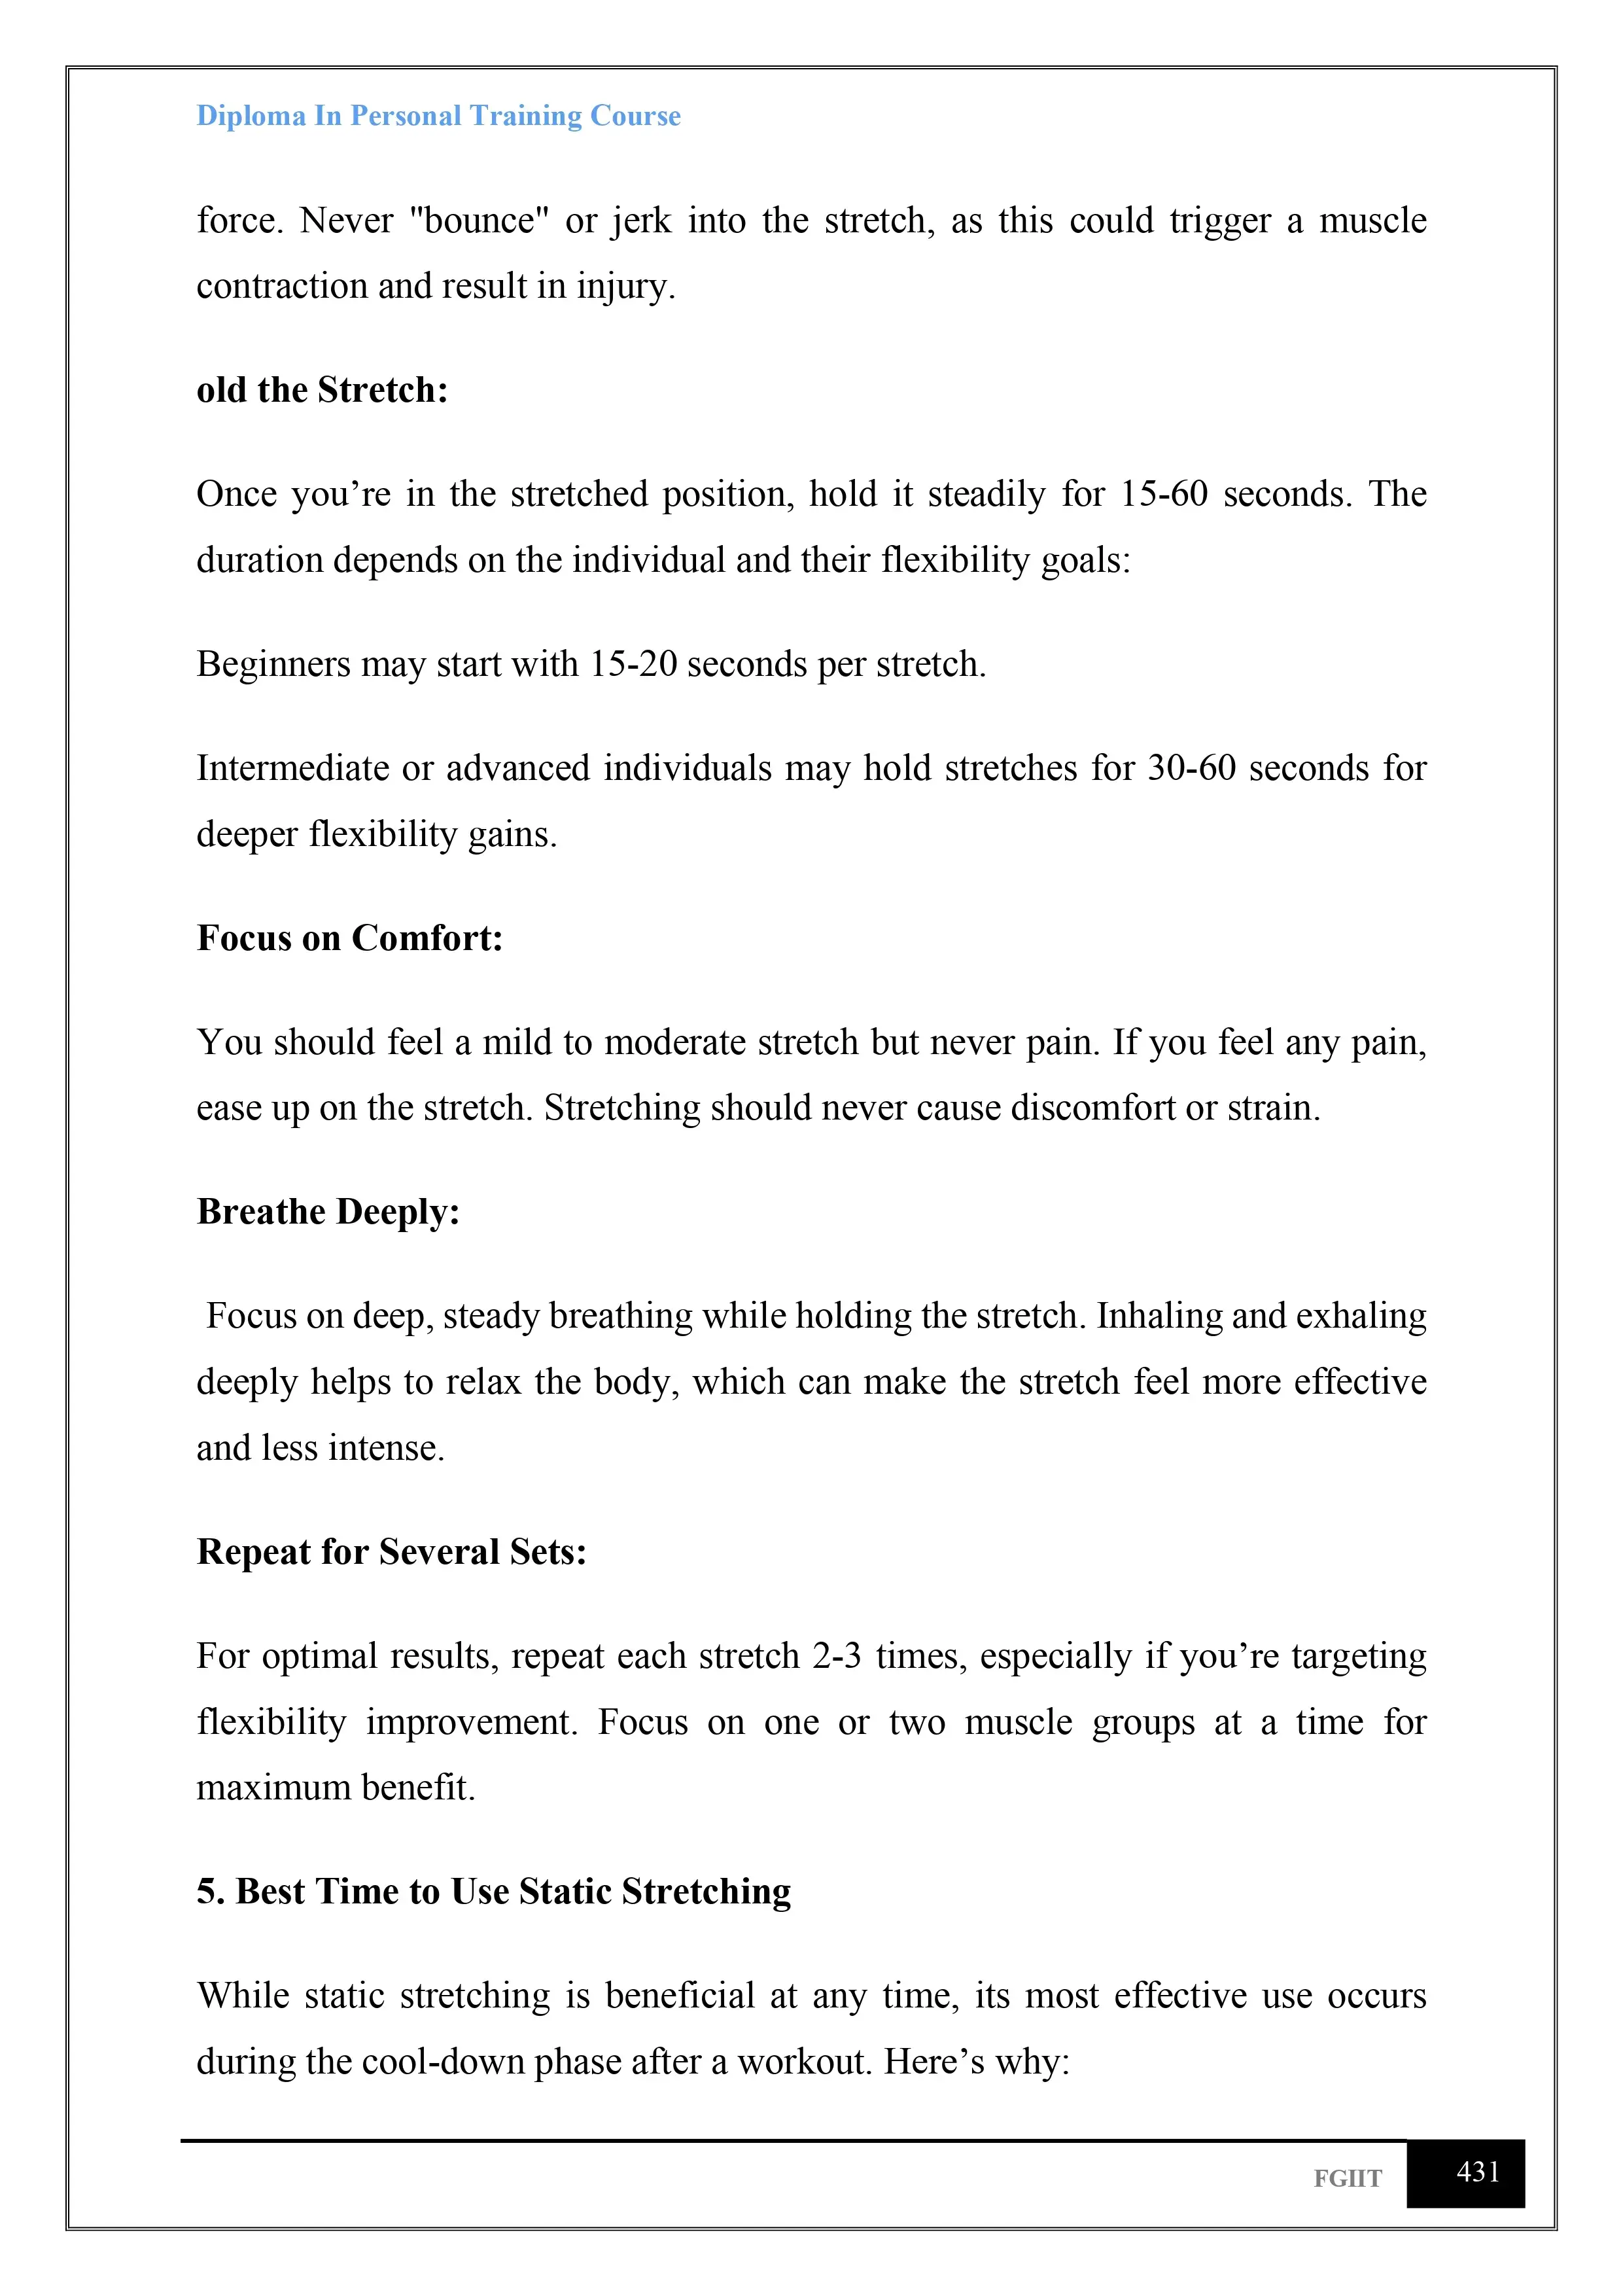 Diploma In Personal Training Course
force. Never "bounce" or jerk into the stretch, as this could trigger a muscle
contraction and result in injury.
old the Stretch:
Once you’re in the stretched position, hold it steadily for 15-60 seconds. The
duration depends on the individual and their flexibility goals:
Beginners may start with 15-20 seconds per stretch.
Intermediate or advanced individuals may hold stretches for 30-60 seconds for
deeper flexibility gains.
Focus on Comfort:
You should feel a mild to moderate stretch but never pain. If you feel any pain,
ease up on the stretch. Stretching should never cause discomfort or strain.
Breathe Deeply:
Focus on deep, steady breathing while holding the stretch. Inhaling and exhaling
deeply helps to relax the body, which can make the stretch feel more effective
and less intense.
Repeat for Several Sets:
For optimal results, repeat each stretch 2-3 times, especially if you’re targeting
flexibility improvement. Focus on one or two muscle groups at a time for
maximum benefit.
5. Best Time to Use Static Stretching
While static stretching is beneficial at any time, its most effective use occurs
during the cool-down phase after a workout. Here’s why:
FGIIT 431